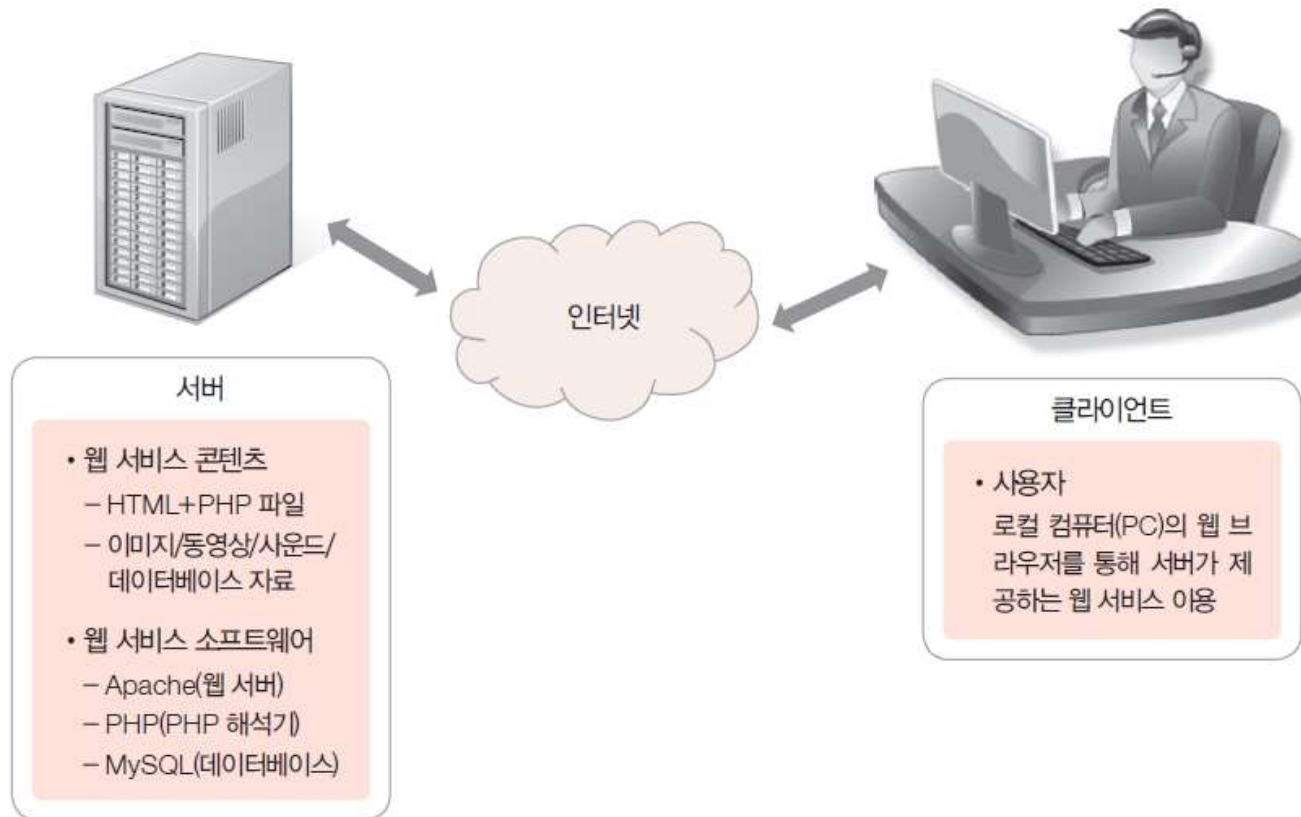 인터넷
서버
• 웹 서비스 콘텐츠
– HTML+PHP 파일
– 이미지/동영상/사운드/
데이터베이스 자료
• 웹 서비스 소프트웨어
– Apache(웹 서버)
– PHP(PHP 해석기)
– MySQL(데이터베이스)
클라이언트
• 사용자
로컬 컴퓨터(PC)의 웹 브
라우저를 통해 서버가 제
공하는 웹 서비스 이용